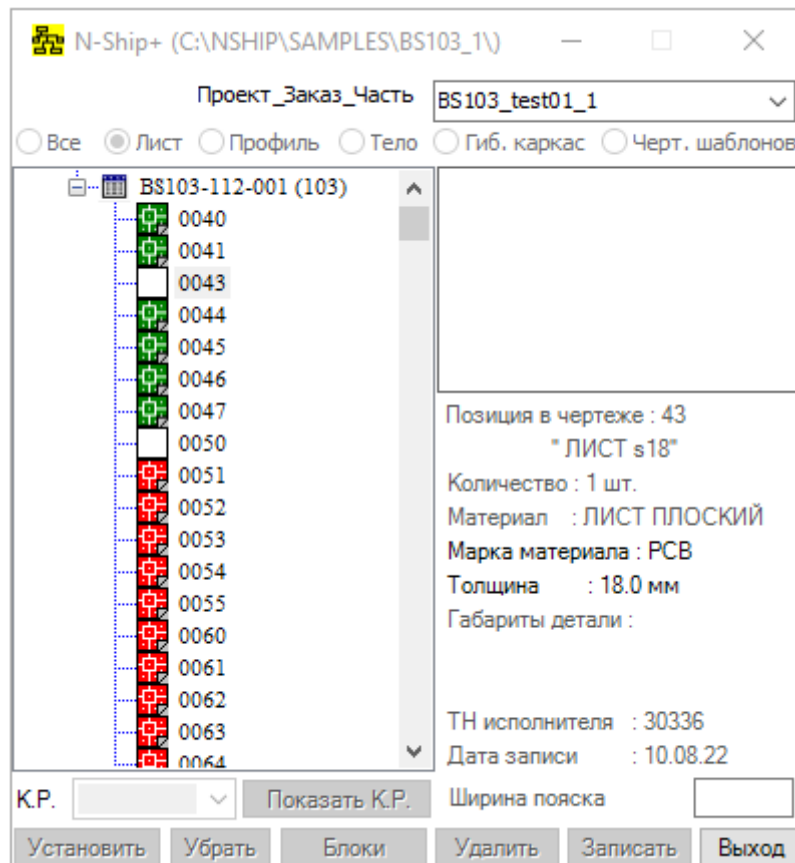 N-Ship+ (C:\NSHIP\SAMPLES\BS103_1\)
Проект_Заказ_Часть BS103_test01_1
Все Лист Профиль Тело Гиб. каркас Черт. шаблонов
BS103-112-001 (103)
0040
0041
0043
0044
0045
0046
0047
0050
0051
0052
0053
0054
0055
0060
0061
0062
0063
0064
Позиция в чертеже : 43
" ЛИСТ s18"
Количество : 1 шт.
Материал : ЛИСТ ПЛОСКИЙ
Марка материала : РСВ
Толщина : 18.0 мм
Габариты детали :
ТН исполнителя : 30336
Дата записи : 10.08.22
К.Р. Показать К.Р. Ширина пояска
Установить Убрать Блоки Удалить Записать Выход